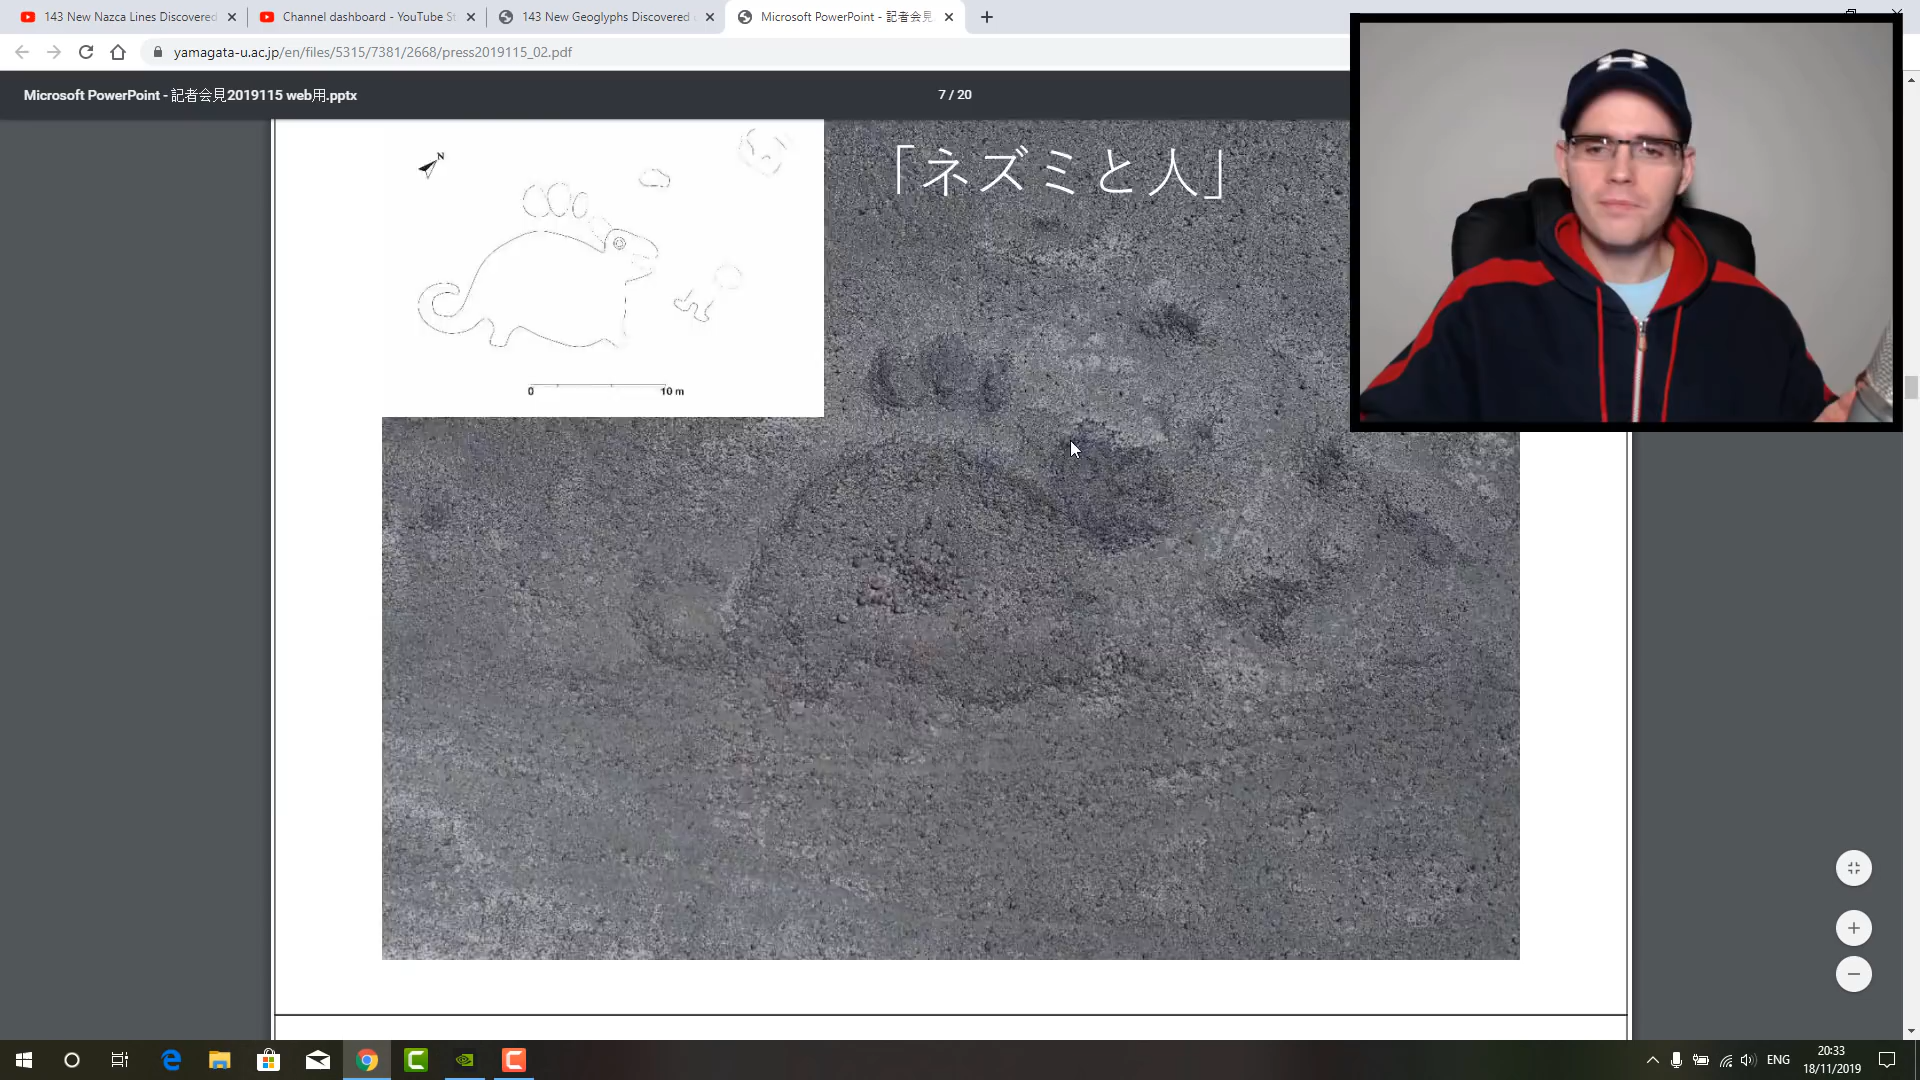 143 New Nazca Lines Discovered
Channel dashboard - YouTube St
143 New Geoglyphs Discovered
Microsoft PowerPoint - 記者会見
yamagata-u.ac.jp/en/files/5315/7381/2668/press2019115_02.pdf
Microsoft PowerPoint - 記者会見2019115 web用.pptx
7 / 20
「ネズミと人」
N
0 10 m
ENG
20:33
18/11/2019